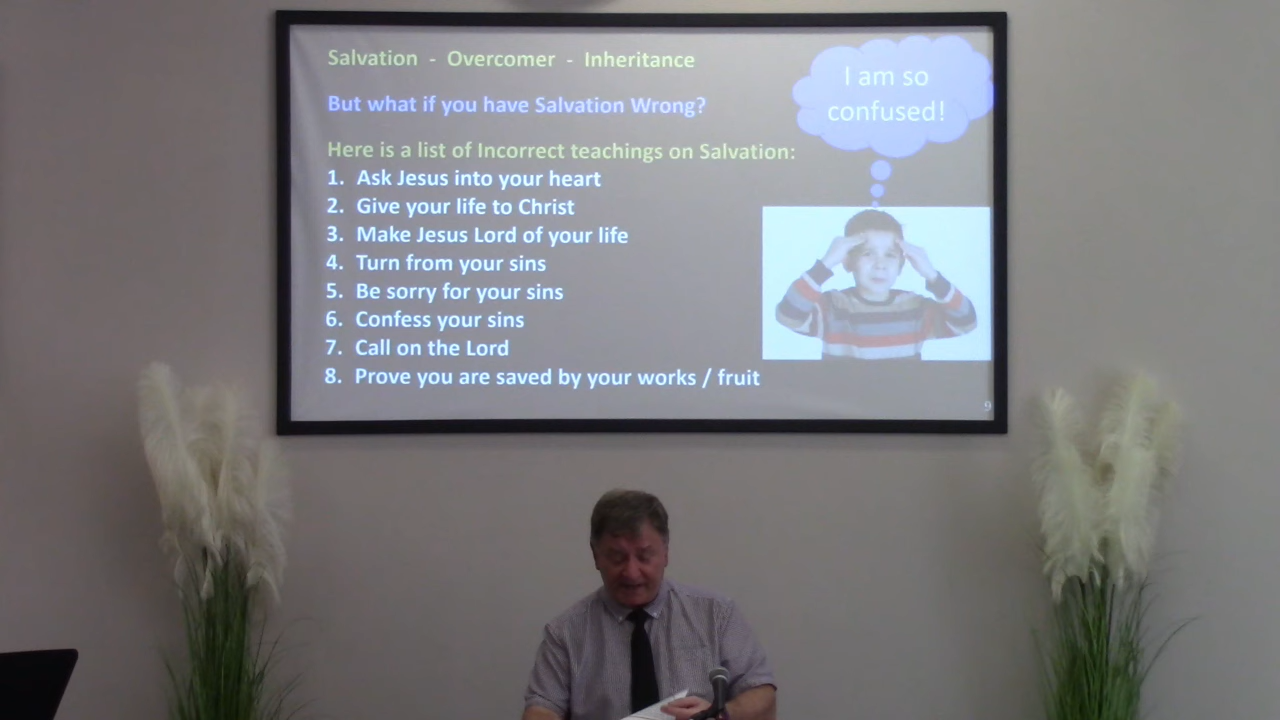 Salvation - Overcomer - Inheritance
I am so
confused!
But what if you have Salvation Wrong?
Here is a list of Incorrect teachings on Salvation:
1. Ask Jesus into your heart
2. Give your life to Christ
3. Make Jesus Lord of your life
4. Turn from your sins
5. Be sorry for your sins
6. Confess your sins
7. Call on the Lord
8. Prove you are saved by your works / fruit
9